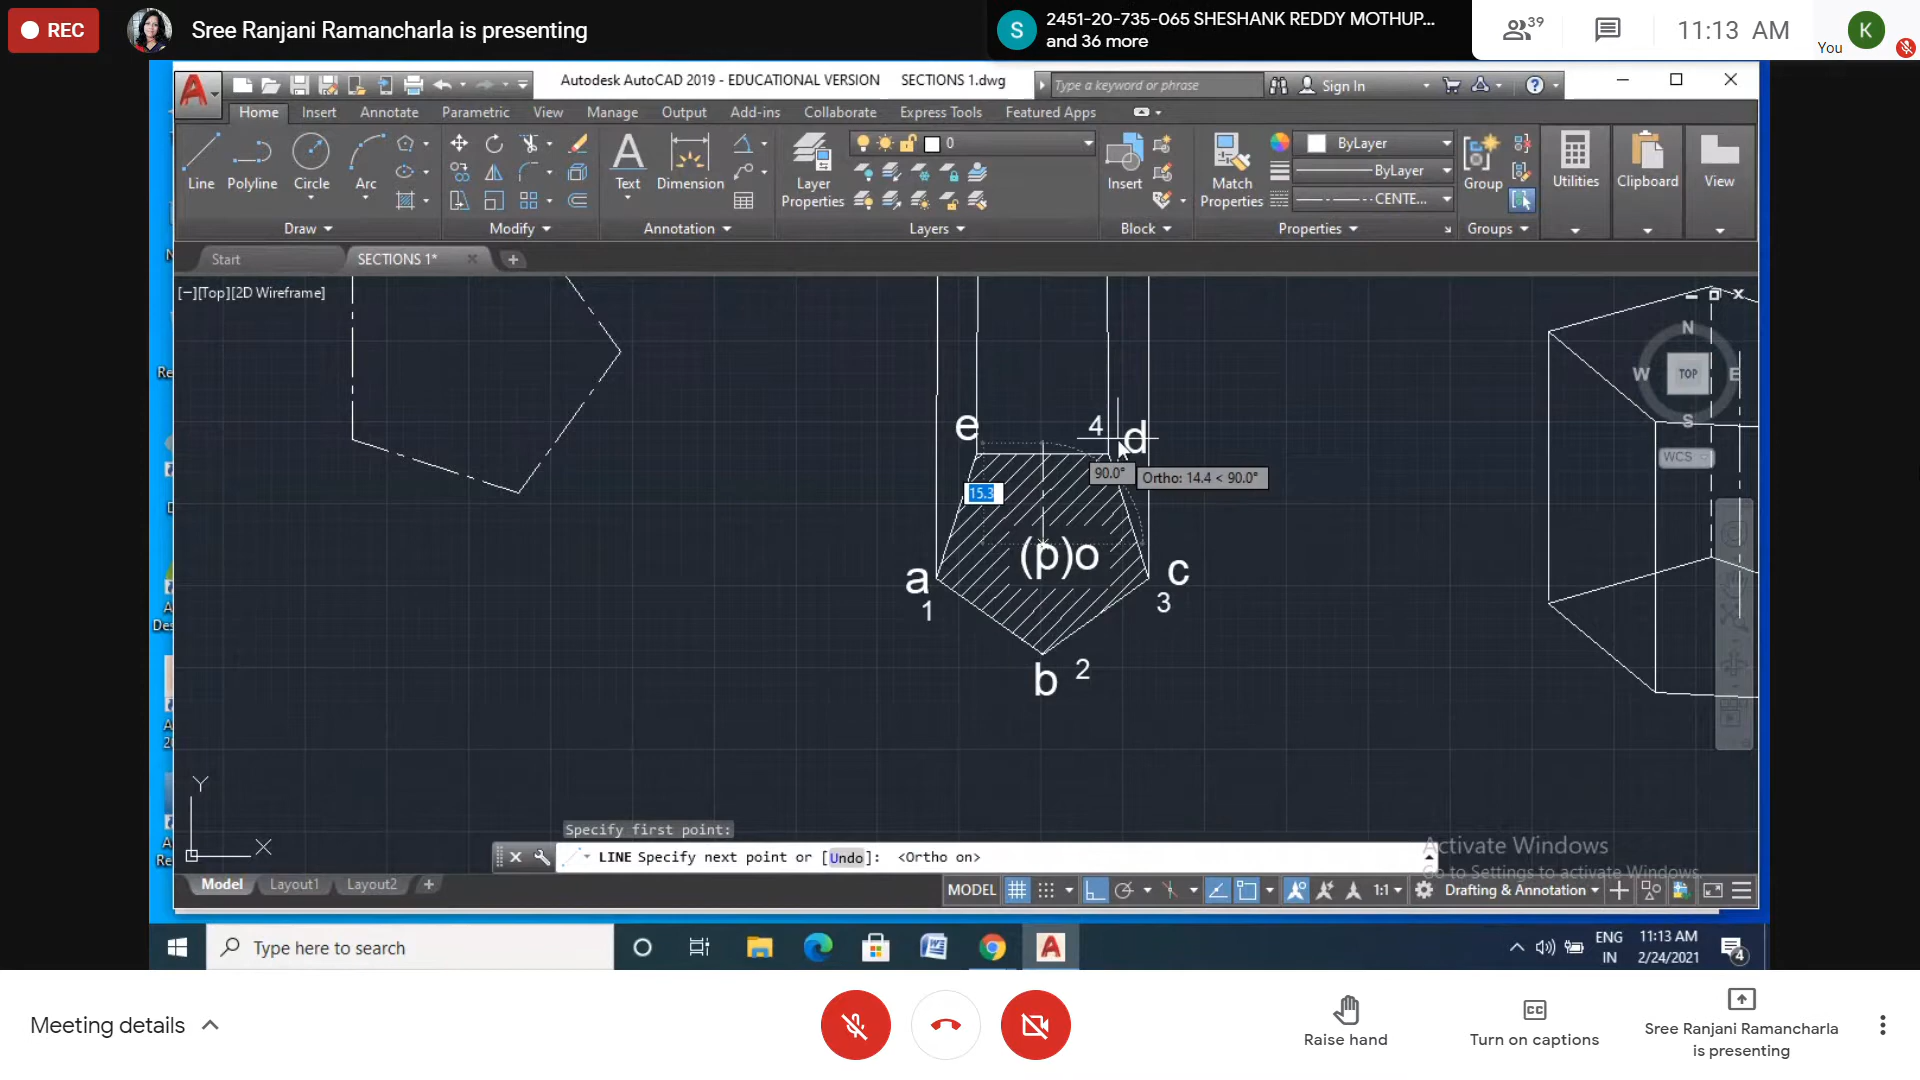 REC
Sree Ranjani Ramancharla is presenting
S
2451-20-735-065 SHESHANK REDDY MOTHUP...
and 36 more
39
11:13 AM
You
K
Autodesk AutoCAD 2019 - EDUCATIONAL VERSION SECTIONS 1.dwg
Type a keyword or phrase
Sign In
Home Insert Annotate Parametric View Manage Output Add-ins Collaborate Express Tools Featured Apps
Line Polyline Circle Arc
Text Dimension
Layer Properties
0
Insert
Match Properties
ByLayer
ByLayer
CENTE...
Group
Utilities
Clipboard
View
Draw Modify Annotation Layers Block Properties Groups
Start SECTIONS 1*
[−][Top][2D Wireframe]
N
W TOP E
S
WCS
e 4 d
90.0° Ortho: 14.4 < 90.0°
15.3
(p)o
a c
1 3
b 2
Y
X
Specify first point:
LINE Specify next point or [Undo]: <Ortho on>
Activate Windows
Go to Settings to activate Windows.
Model Layout1 Layout2
MODEL 1:1 Drafting & Annotation
Type here to search
ENG
IN
11:13 AM
2/24/2021
4
Meeting details
Raise hand
Turn on captions
Sree Ranjani Ramancharla
is presenting